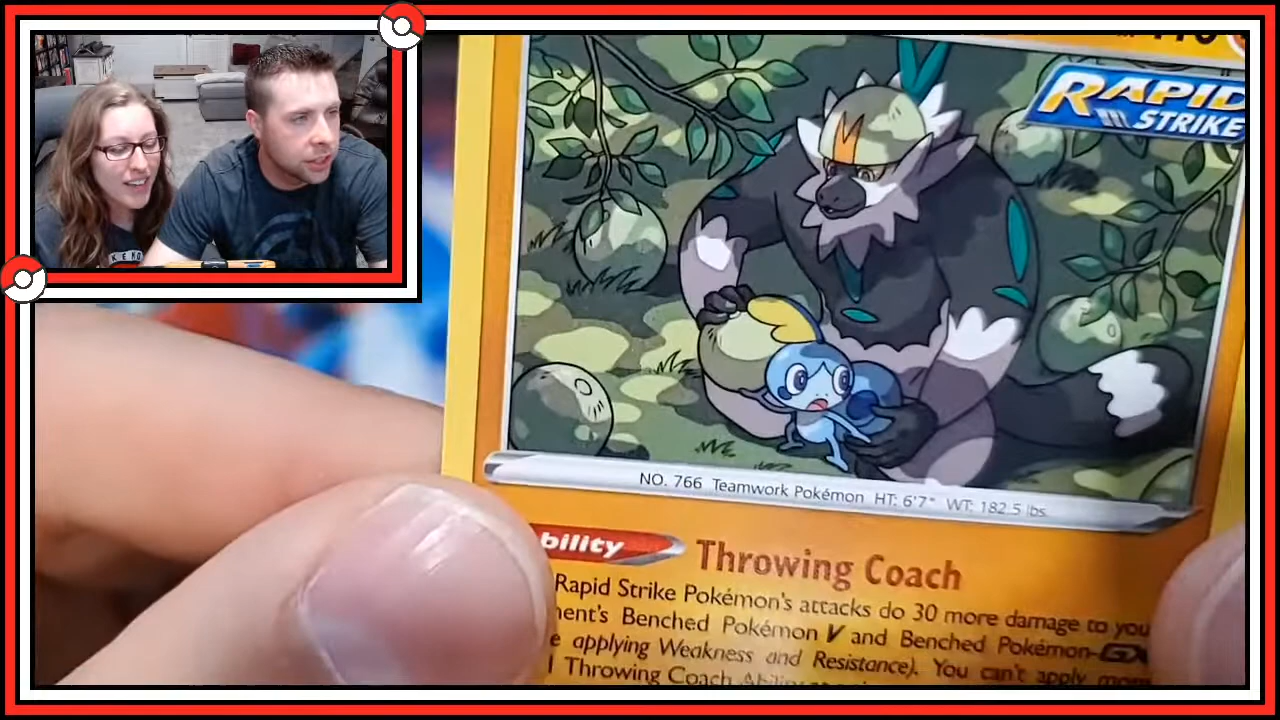 RAPID
STRIKE
NO. 766 Teamwork Pokémon HT: 6'7" WT: 182.5 lbs.
bility Throwing Coach
Rapid Strike Pokémon's attacks do 30 more damage to you
nent's Benched Pokémon V and Benched Pokémon-GX
applying Weakness and Resistance). You can't apply more
Throwing Coach Ability